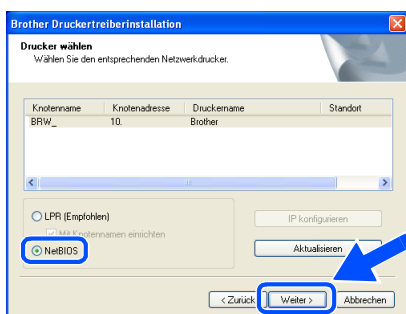 Brother Druckertreiberinstallation
Drucker wählen
Wählen Sie den entsprechenden Netzwerkdrucker.
Knotenname Knotenadresse Druckername Standort
BRW_ 10. Brother
LPR (Empfohlen)
Mit Knotennamen einrichten
NetBIOS
IP konfigurieren
Aktualisieren
< Zurück
Weiter >
Abbrechen